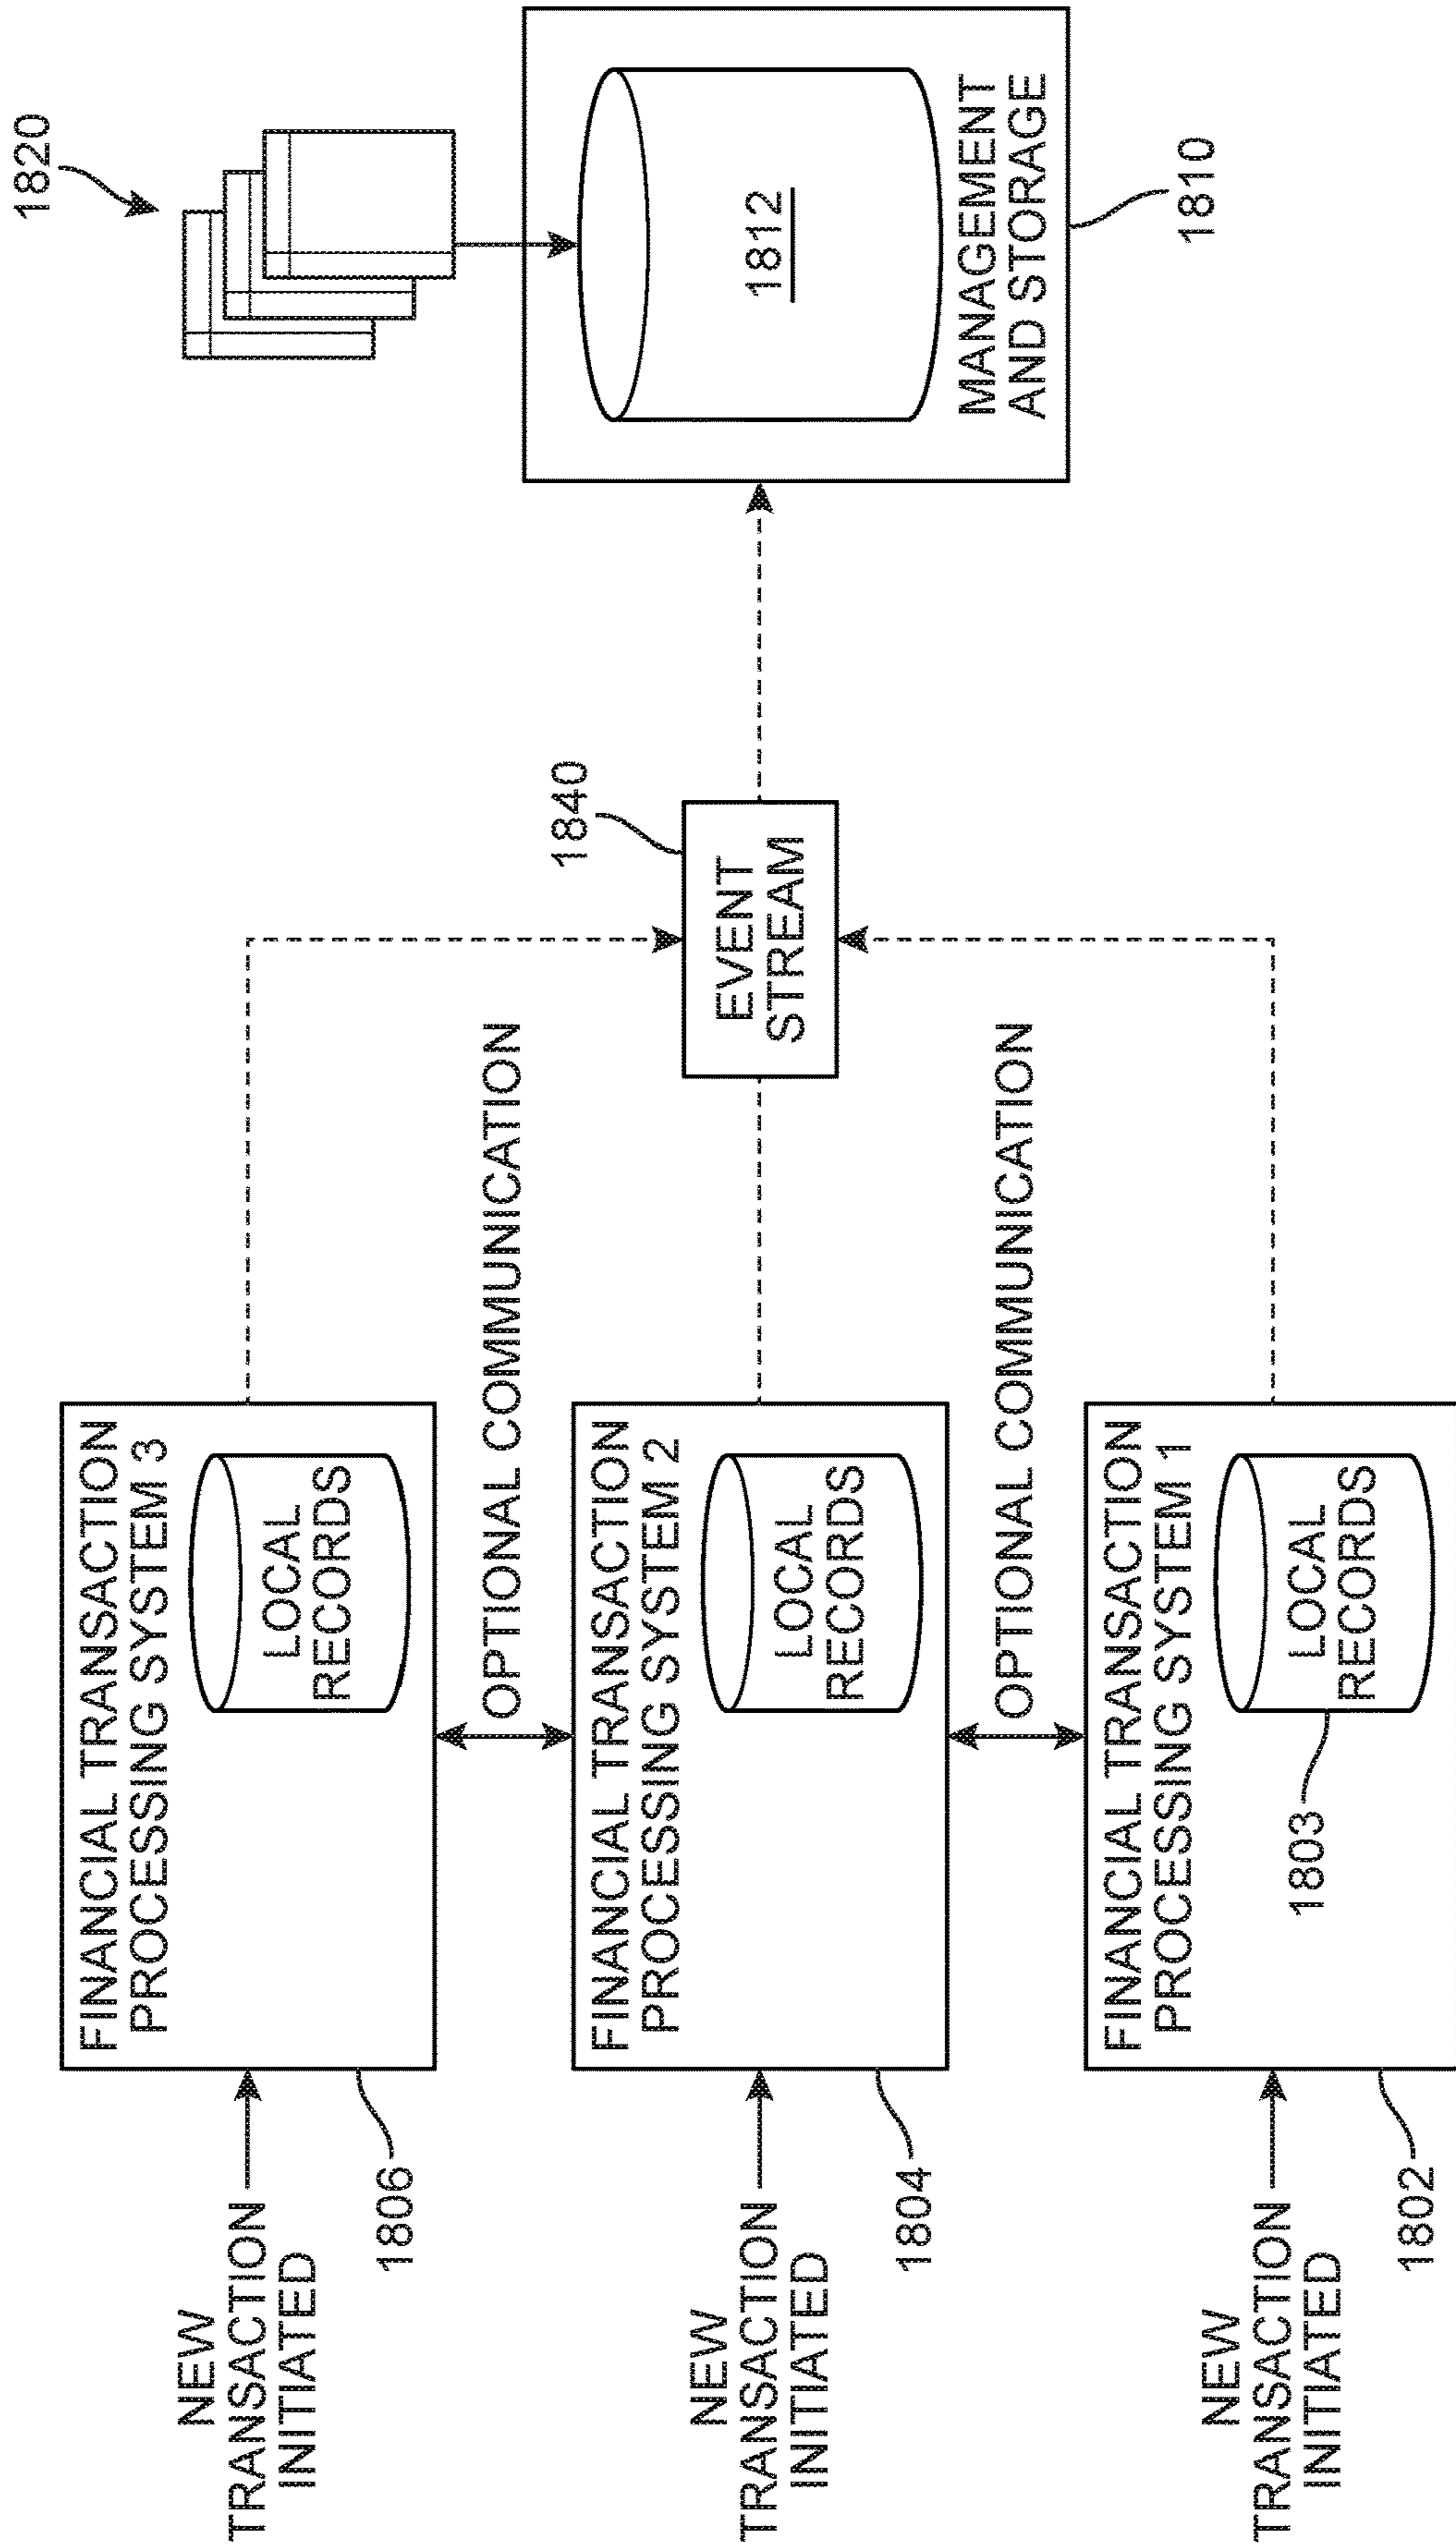 NEW
TRANSACTION
INITIATED
1806
FINANCIAL TRANSACTION
PROCESSING SYSTEM 3
LOCAL
RECORDS
OPTIONAL COMMUNICATION
NEW
TRANSACTION
INITIATED
1804
FINANCIAL TRANSACTION
PROCESSING SYSTEM 2
LOCAL
RECORDS
OPTIONAL COMMUNICATION
NEW
TRANSACTION
INITIATED
1802
FINANCIAL TRANSACTION
PROCESSING SYSTEM 1
1803
LOCAL
RECORDS
1840
EVENT
STREAM
1820
1812
MANAGEMENT
AND STORAGE
1810